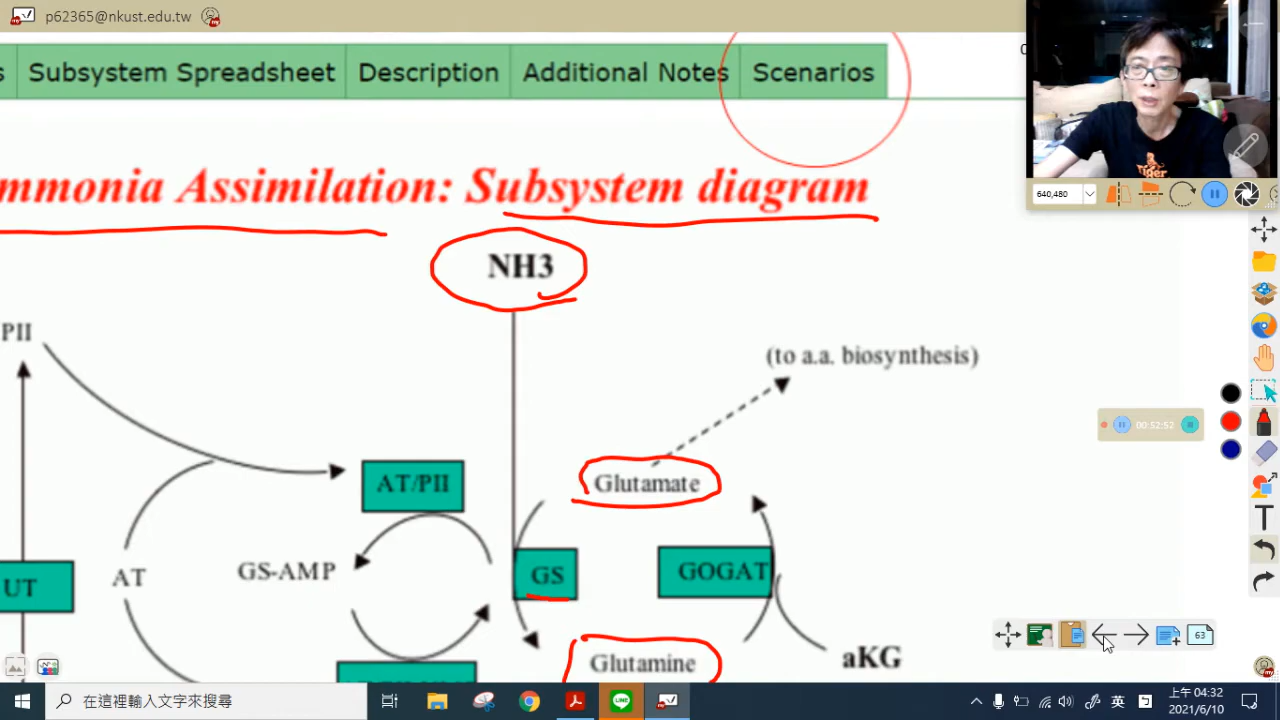 p62365@nkust.edu.tw
s Subsystem Spreadsheet Description Additional Notes Scenarios
640,480
mmonia Assimilation: Subsystem diagram
NH3
PII
(to a.a. biosynthesis)
00:52:52
AT/PII
Glutamate
GS-AMP
GS
GOGAT
AT
UT
Glutamine
aKG
63
在這裡輸入文字來搜尋
英
上午 04:32
2021/6/10
Tiger
T